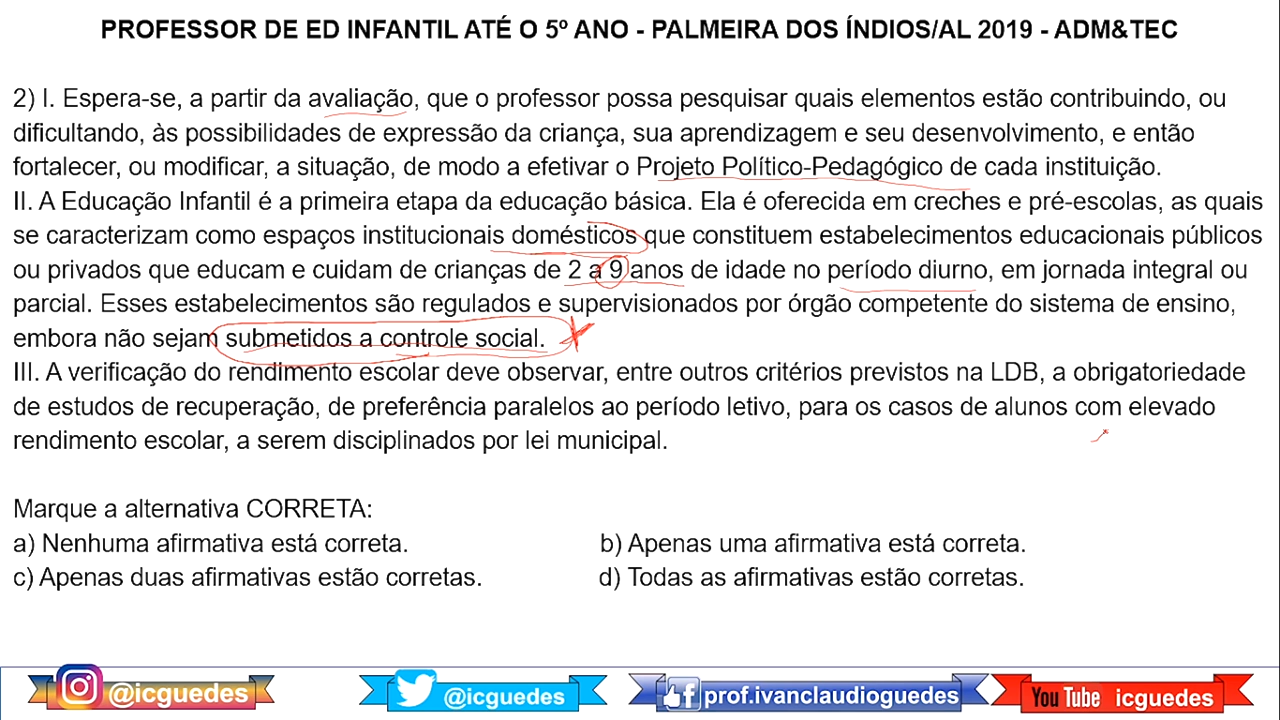 PROFESSOR DE ED INFANTIL ATÉ O 5º ANO - PALMEIRA DOS ÍNDIOS/AL 2019 - ADM&TEC
2) I. Espera-se, a partir da avaliação, que o professor possa pesquisar quais elementos estão contribuindo, ou
dificultando, às possibilidades de expressão da criança, sua aprendizagem e seu desenvolvimento, e então
fortalecer, ou modificar, a situação, de modo a efetivar o Projeto Político-Pedagógico de cada instituição.
II. A Educação Infantil é a primeira etapa da educação básica. Ela é oferecida em creches e pré-escolas, as quais
se caracterizam como espaços institucionais domésticos que constituem estabelecimentos educacionais públicos
ou privados que educam e cuidam de crianças de 2 a 9 anos de idade no período diurno, em jornada integral ou
parcial. Esses estabelecimentos são regulados e supervisionados por órgão competente do sistema de ensino,
embora não sejam submetidos a controle social.
III. A verificação do rendimento escolar deve observar, entre outros critérios previstos na LDB, a obrigatoriedade
de estudos de recuperação, de preferência paralelos ao período letivo, para os casos de alunos com elevado
rendimento escolar, a serem disciplinados por lei municipal.
Marque a alternativa CORRETA:
a) Nenhuma afirmativa está correta. b) Apenas uma afirmativa está correta.
c) Apenas duas afirmativas estão corretas. d) Todas as afirmativas estão corretas.
@icguedes @icguedes prof.ivanclaudioguedes You Tube icguedes